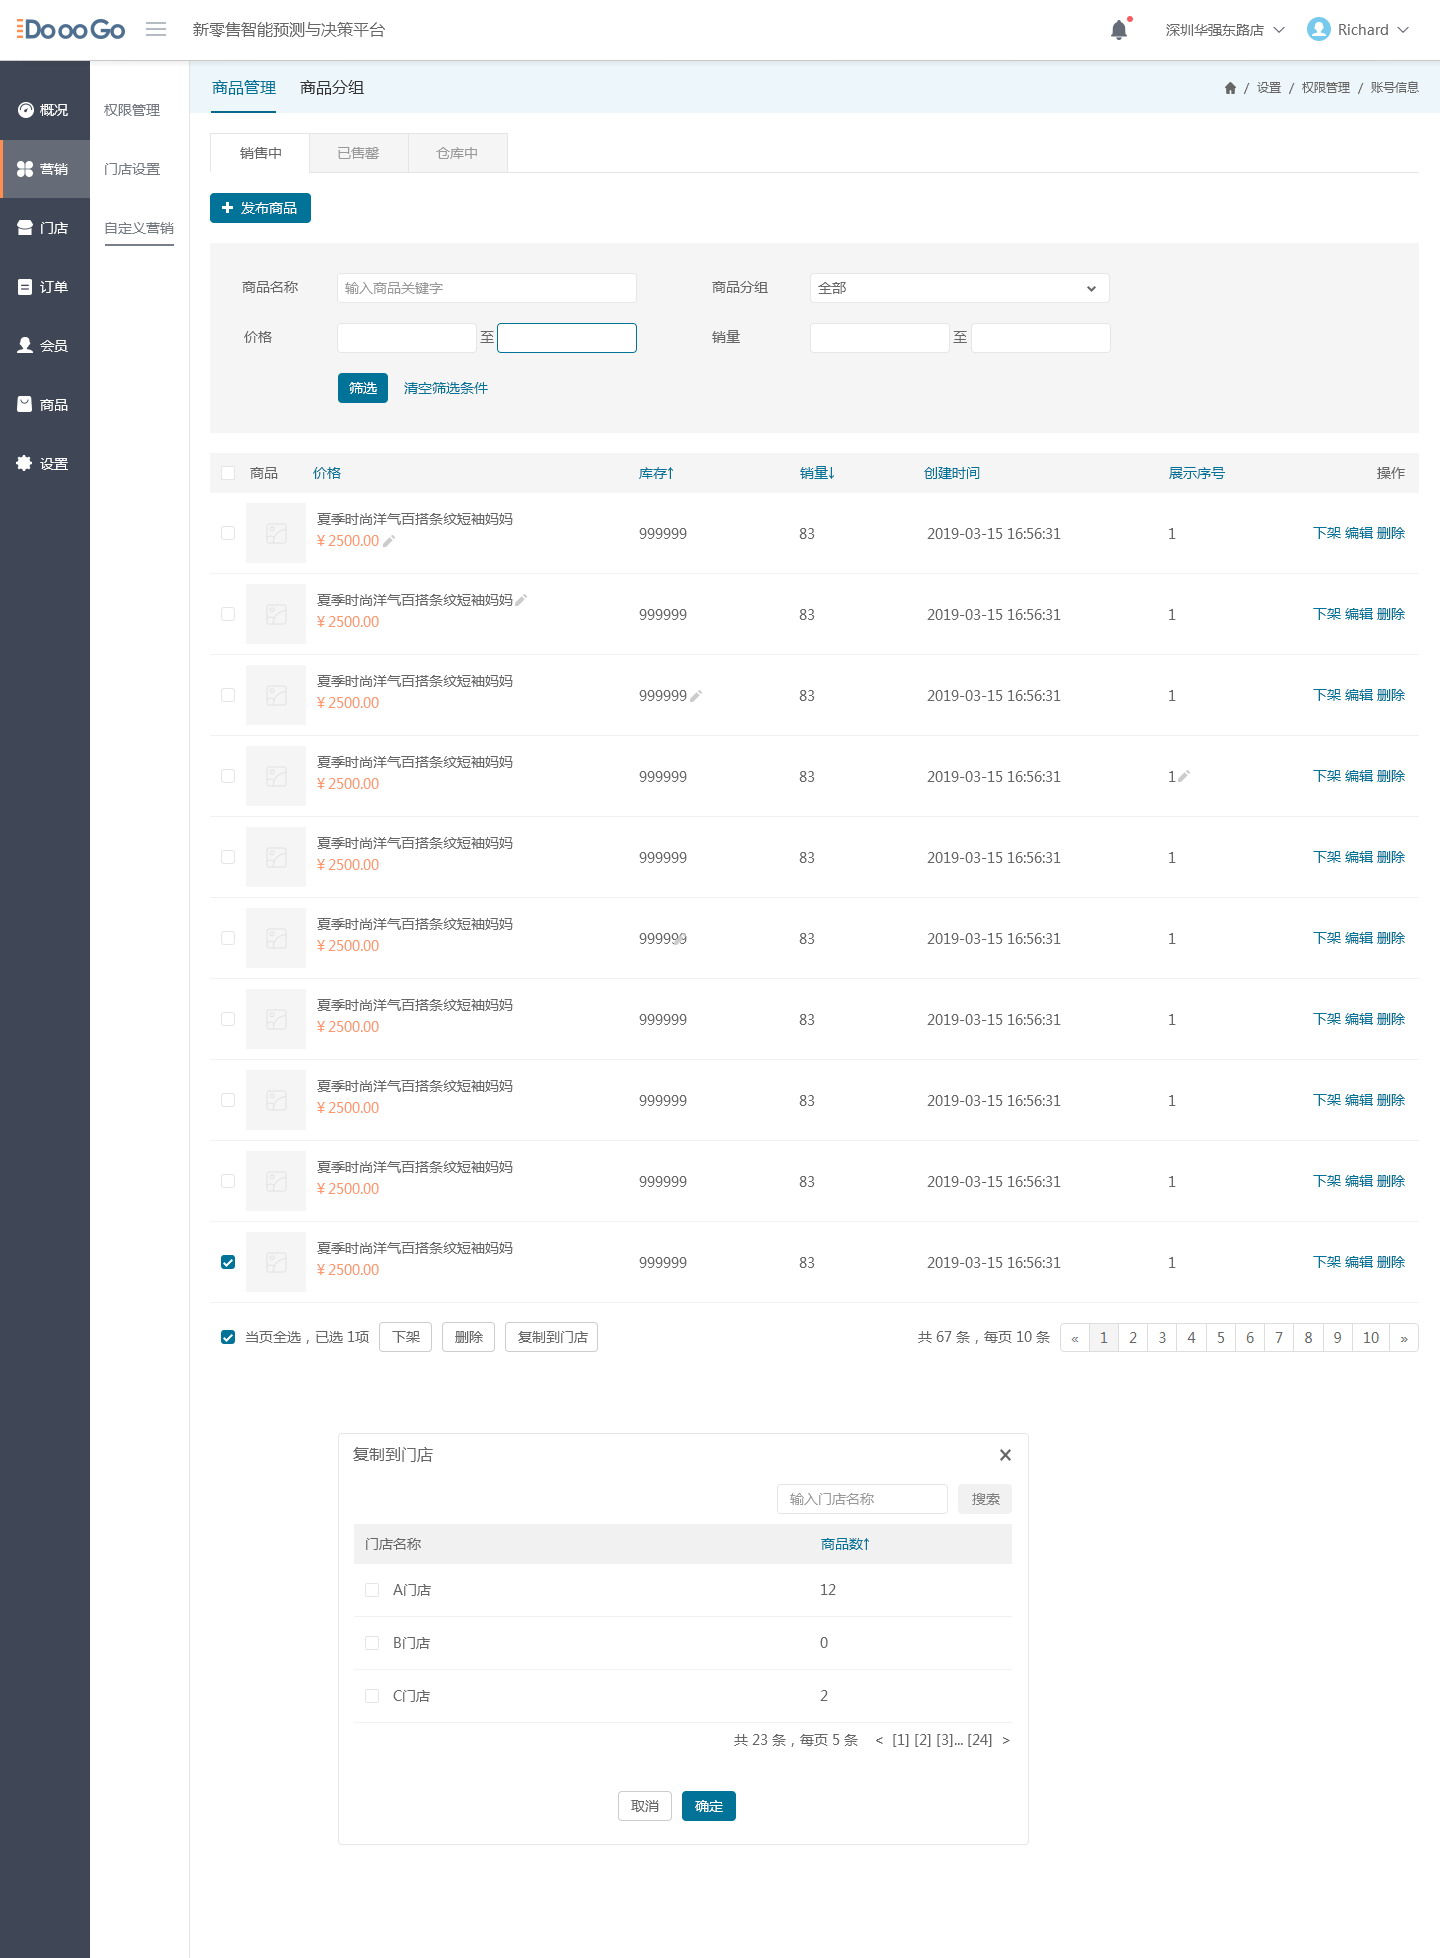 DoooGo 新零售智能预测与决策平台 深圳华强东路店 Richard
概况
营销
门店
订单
会员
商品
设置
权限管理
门店设置
自定义营销
商品管理 商品分组 / 设置 / 权限管理 / 账号信息
销售中 已售罄 仓库中
+ 发布商品
商品名称 输入商品关键字 商品分组 全部
价格 至 销量 至
筛选 清空筛选条件
商品 价格 库存↑ 销量↓ 创建时间 展示序号 操作
夏季时尚洋气百搭条纹短袖妈妈
¥ 2500.00 999999 83 2019-03-15 16:56:31 1 下架 编辑 删除
夏季时尚洋气百搭条纹短袖妈妈
¥ 2500.00 999999 83 2019-03-15 16:56:31 1 下架 编辑 删除
夏季时尚洋气百搭条纹短袖妈妈
¥ 2500.00 999999 83 2019-03-15 16:56:31 1 下架 编辑 删除
夏季时尚洋气百搭条纹短袖妈妈
¥ 2500.00 999999 83 2019-03-15 16:56:31 1 下架 编辑 删除
夏季时尚洋气百搭条纹短袖妈妈
¥ 2500.00 999999 83 2019-03-15 16:56:31 1 下架 编辑 删除
夏季时尚洋气百搭条纹短袖妈妈
¥ 2500.00 999999 83 2019-03-15 16:56:31 1 下架 编辑 删除
夏季时尚洋气百搭条纹短袖妈妈
¥ 2500.00 999999 83 2019-03-15 16:56:31 1 下架 编辑 删除
夏季时尚洋气百搭条纹短袖妈妈
¥ 2500.00 999999 83 2019-03-15 16:56:31 1 下架 编辑 删除
夏季时尚洋气百搭条纹短袖妈妈
¥ 2500.00 999999 83 2019-03-15 16:56:31 1 下架 编辑 删除
夏季时尚洋气百搭条纹短袖妈妈
¥ 2500.00 999999 83 2019-03-15 16:56:31 1 下架 编辑 删除
当页全选，已选 1项 下架 删除 复制到门店 共 67 条，每页 10 条 « 1 2 3 4 5 6 7 8 9 10 »
复制到门店
输入门店名称 搜索
门店名称 商品数↑
A门店 12
B门店 0
C门店 2
共 23 条，每页 5 条 < [1] [2] [3]... [24] >
取消 确定